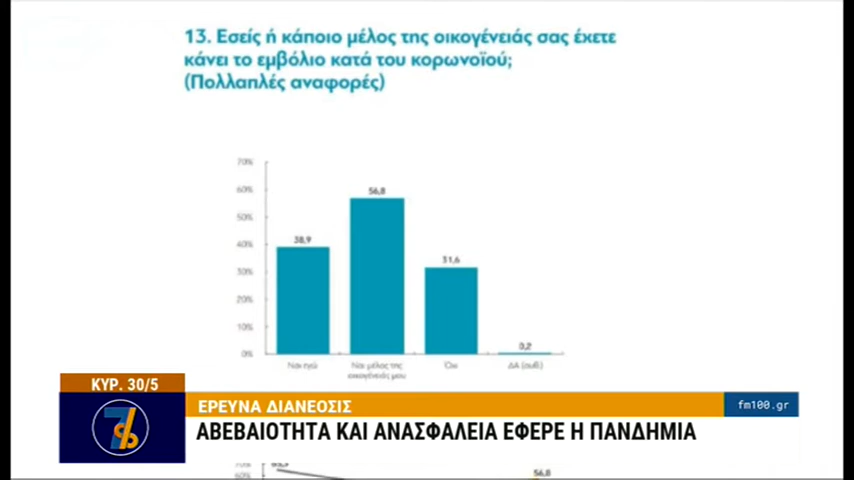 13. Εσείς ή κάποιο μέλος της οικογένειάς σας έχετε
κάνει το εμβόλιο κατά του κορωνοϊού;
(Πολλαπλές αναφορές)
70%
60%
50%
40%
30%
20%
10%
0%
38,9
56,8
31,6
0,2
Ναι εγώ
Ναι μέλος της
οικογένειάς μου
Όχι
ΔΑ (αυθ.)
ΚΥΡ. 30/5
ΕΡΕΥΝΑ ΔΙΑΝΕΟΣΙΣ
fm100.gr
ΑΒΕΒΑΙΟΤΗΤΑ ΚΑΙ ΑΝΑΣΦΑΛΕΙΑ ΕΦΕΡΕ Η ΠΑΝΔΗΜΙΑ
70%
60%
56,8